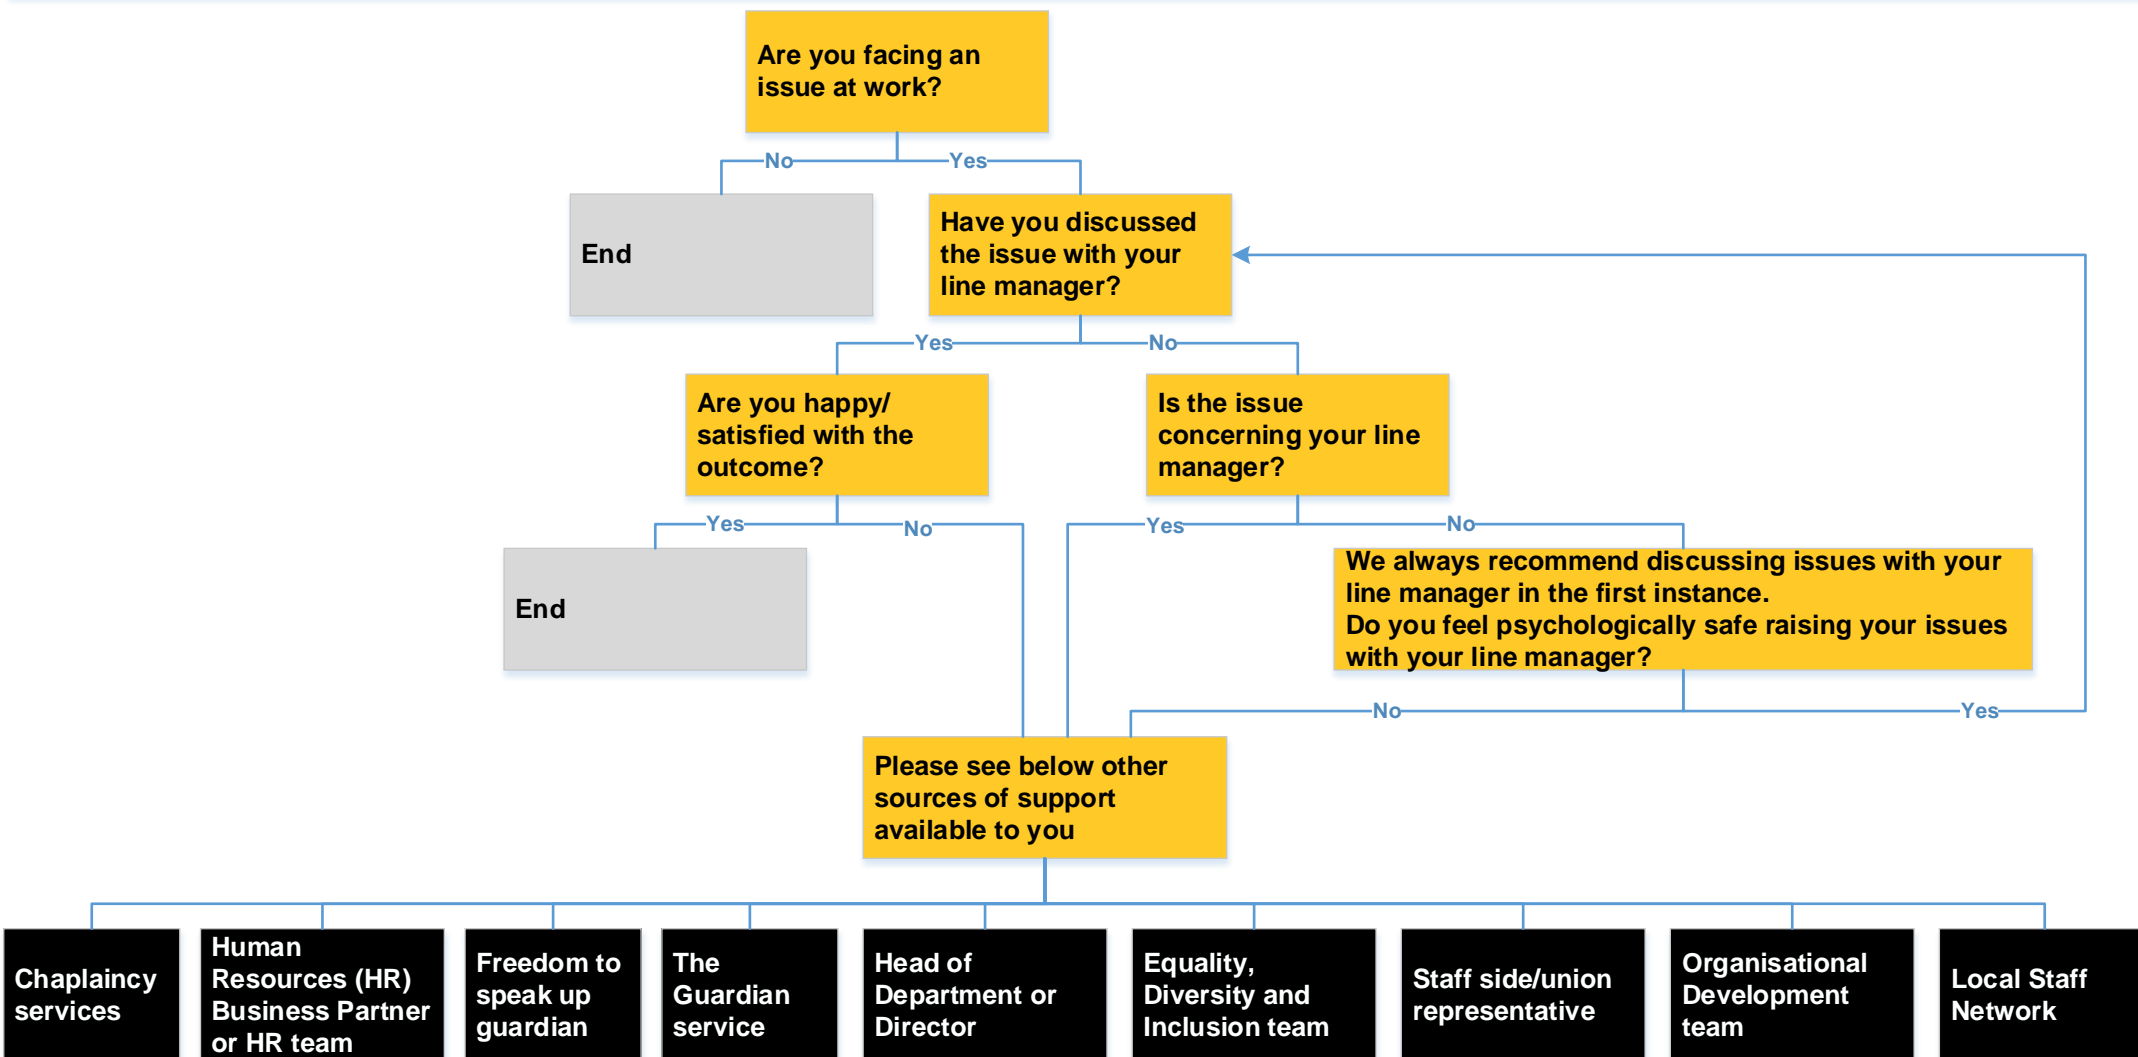 Are you facing an
issue at work?
No
Yes
End
Have you discussed
the issue with your
line manager?
Yes
No
Are you happy/
satisfied with the
outcome?
Is the issue
concerning your line
manager?
Yes
No
Yes
No
End
We always recommend discussing issues with your
line manager in the first instance.
Do you feel psychologically safe raising your issues
with your line manager?
No
Yes
Please see below other
sources of support
available to you
Chaplaincy
services
Human
Resources (HR)
Business Partner
or HR team
Freedom to
speak up
guardian
The
Guardian
service
Head of
Department or
Director
Equality,
Diversity and
Inclusion team
Staff side/union
representative
Organisational
Development
team
Local Staff
Network